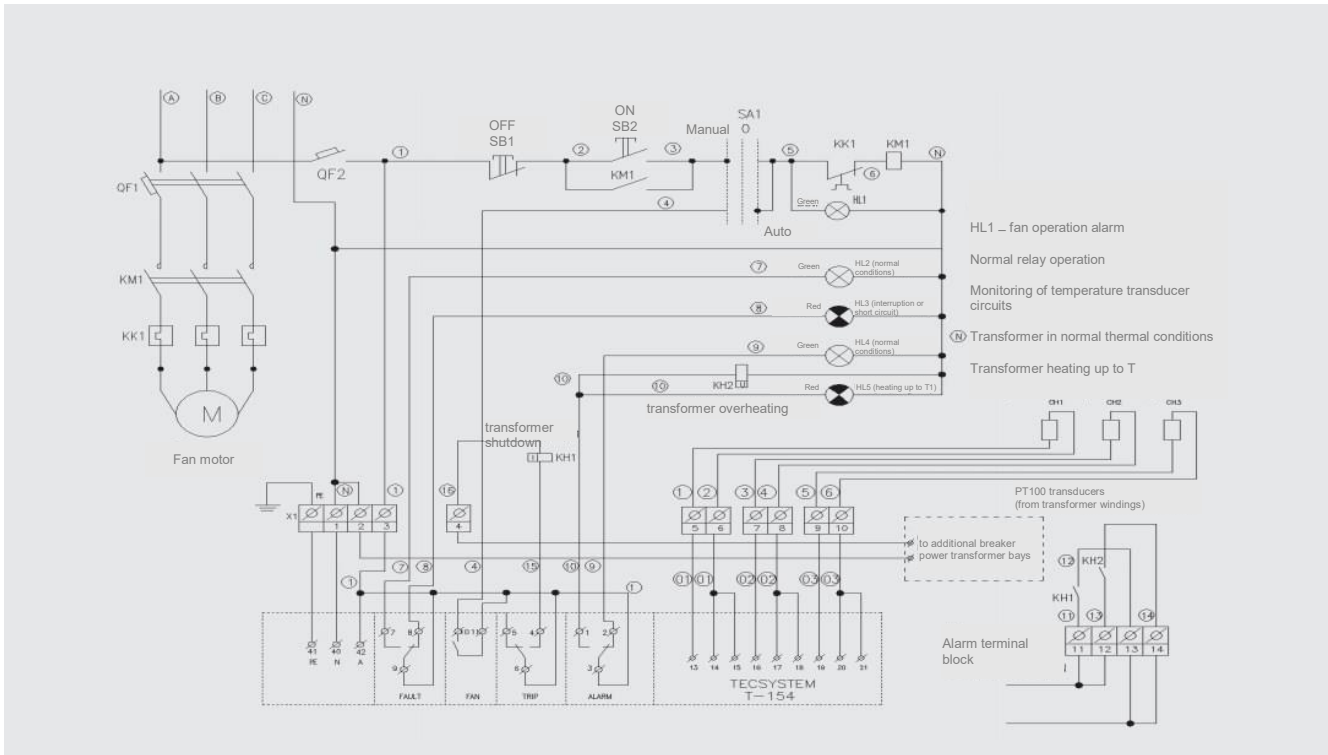 A B C N
ON
SB2
OFF
SB1
Manual
SA1
0
KK1
KM1
N
1
2
3
5
6
QF2
QF1
KM1
4
Green
HL1
Auto
HL1 – fan operation alarm
Normal relay operation
7
Green
HL2 (normal
conditions)
KM1
Monitoring of temperature transducer
circuits
8
Red
HL3 (interruption or
short circuit)
KK1
N
Transformer in normal thermal conditions
9
Green
HL4 (normal
conditions)
Transformer heating up to T
10
10
KH2
Red
HL5 (heating up to T1)
transformer overheating
M
Fan motor
transformer
shutdown
KH1
CH1
CH2
CH3
PT100 transducers
(from transformer windings)
PE
N
1
15
1
2
3
4
5
6
X1
1 2 3
4
5 6
7 8
9 10
to additional breaker
power transformer bays
1
7
8
4
15
10
9
1
01 01
02 02
03 03
12
KH2
KH1
11
13
14
11 12 13 14
Alarm terminal
block
7 8
10 11
5 4
1 2
41 40 42
PE N A
9
6
3
FAULT
FAN
TRIP
ALARM
13 14 15 16 17 18 19 20 21
TECSYSTEM
T-154